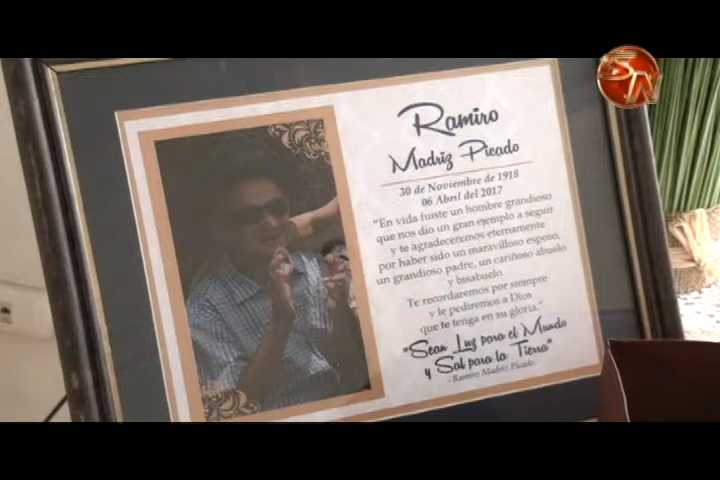 SN
Ramiro
Madriz Picado
30 de Noviembre de 1918
06 Abril del 2017
"En vida fuiste un hombre grandioso
que nos dio un gran ejemplo a seguir
y te agradeceremos eternamente
por haber sido un maravilloso esposo,
un grandioso padre, un cariñoso abuelo
y bisabuelo.
Te recordaremos por siempre
y le pediremos a Dios
que te tenga en su gloria."
"Sean Luz para el Mundo
y Sal para la Tierra"
- Ramiro Madriz Picado.